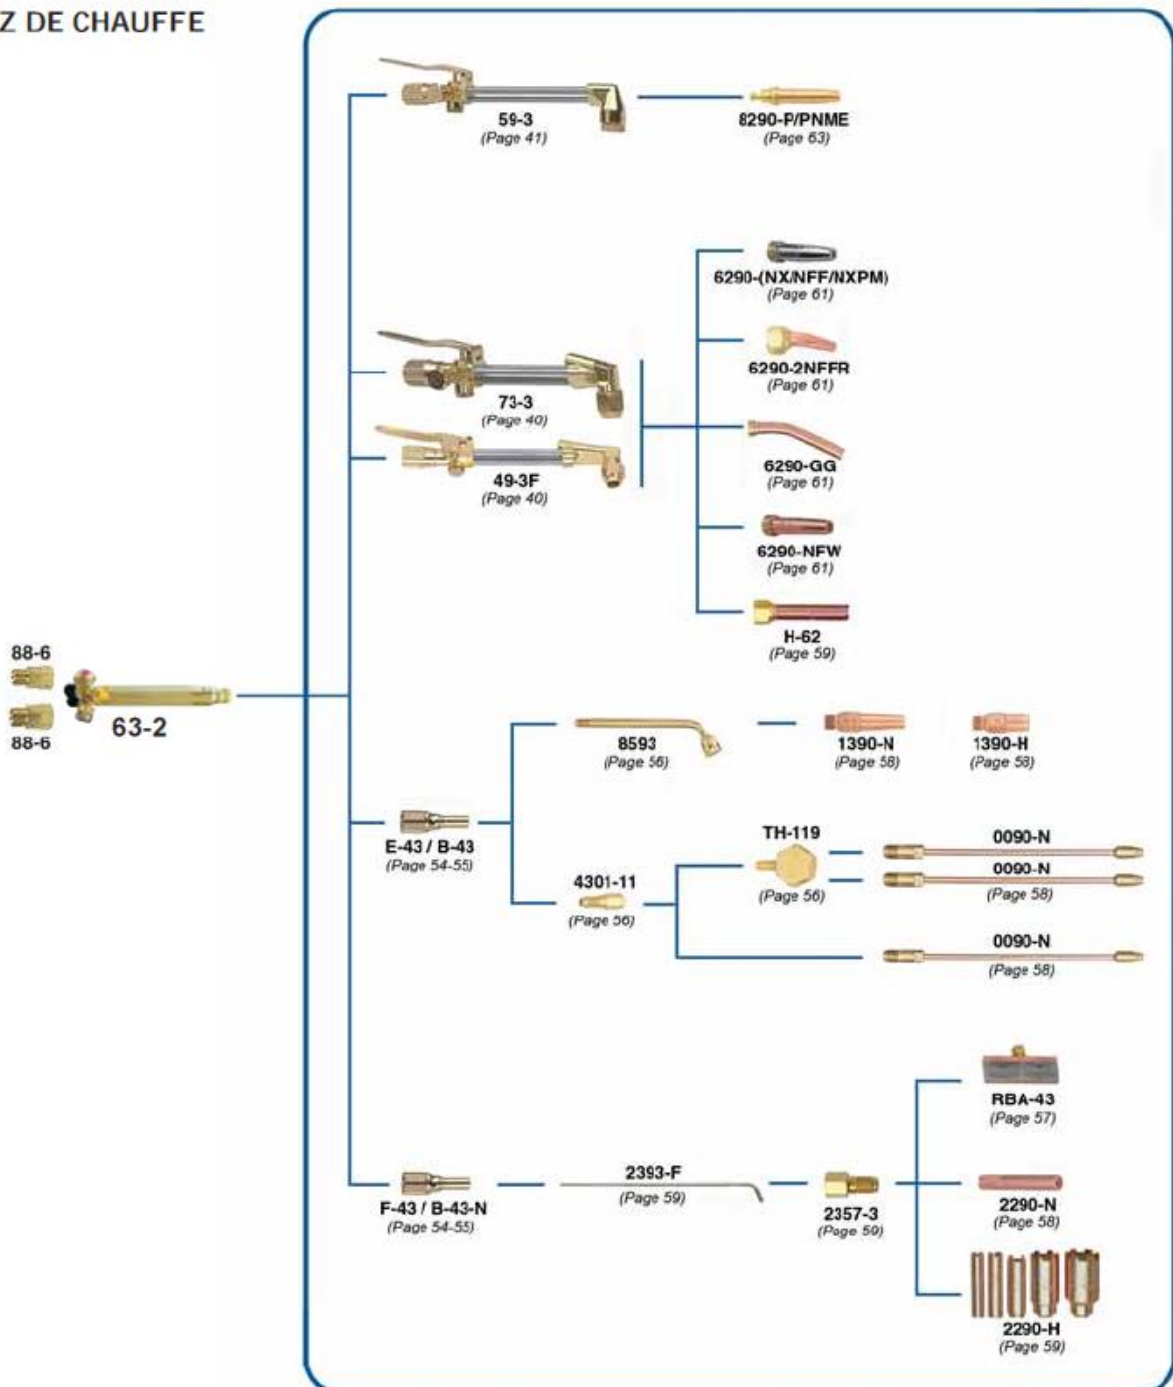 Z DE CHAUFFE
59-3
(Page 41)
8290-P/PNME
(Page 63)
6290-(NX/NFF/NXPM)
(Page 61)
6290-2NFFR
(Page 61)
73-3
(Page 40)
49-3F
(Page 40)
6290-GG
(Page 61)
6290-NFW
(Page 61)
H-62
(Page 59)
88-6
63-2
88-6
8593
(Page 56)
1390-N
(Page 58)
1390-H
(Page 58)
E-43 / B-43
(Page 54-55)
TH-119
(Page 56)
0090-N
0090-N
(Page 58)
4301-11
(Page 56)
0090-N
(Page 58)
RBA-43
(Page 57)
F-43 / B-43-N
(Page 54-55)
2393-F
(Page 59)
2357-3
(Page 59)
2290-N
(Page 58)
2290-H
(Page 59)